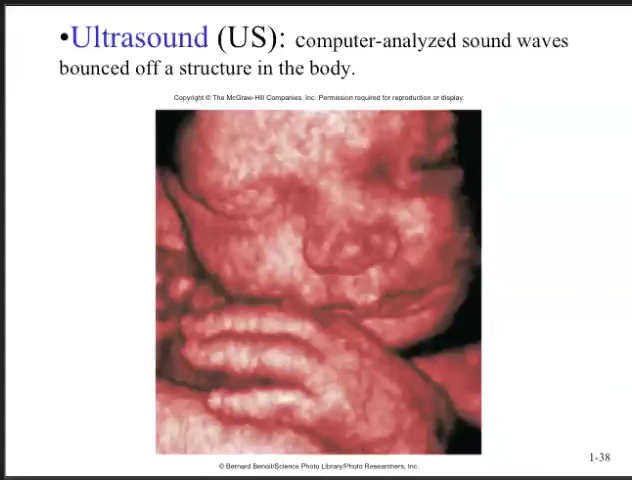 •Ultrasound (US): computer-analyzed sound waves
bounced off a structure in the body.
Copyright © The McGraw-Hill Companies, Inc. Permission required for reproduction or display.
© Bernard Benoit/Science Photo Library/Photo Researchers, Inc.
1-38